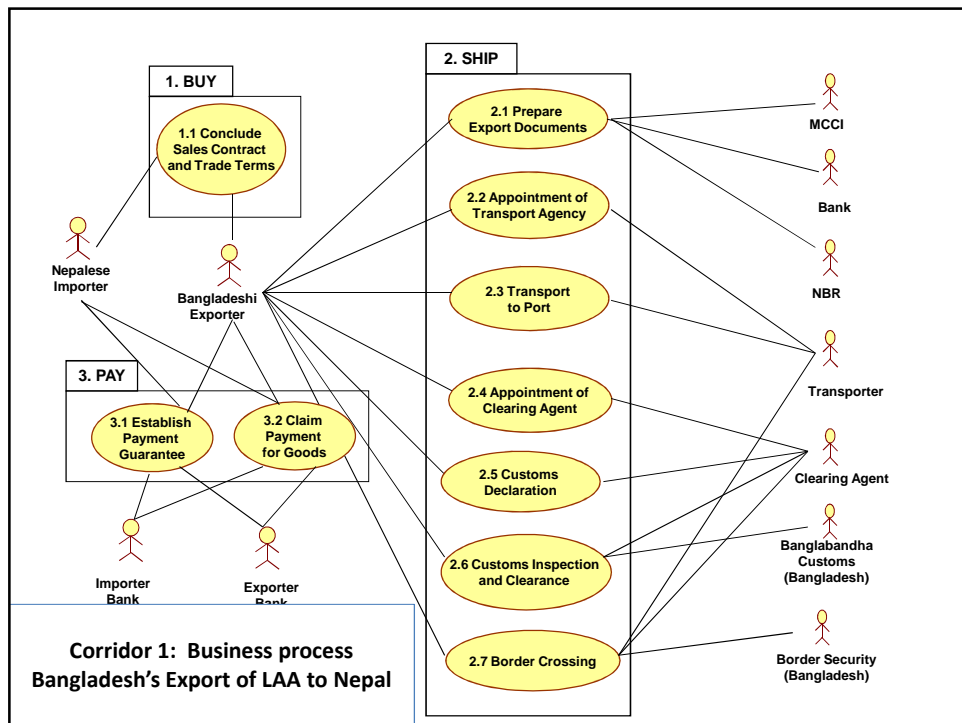 2. SHIP
1. BUY
1.1 Conclude
Sales Contract
and Trade Terms
Nepalese
Importer
Bangladeshi
Exporter
3. PAY
3.1 Establish
Payment
Guarantee
3.2 Claim
Payment
for Goods
Importer
Bank
Exporter
Bank
2.1 Prepare
Export Documents
2.2 Appointment of
Transport Agency
2.3 Transport
to Port
2.4 Appointment of
Clearing Agent
2.5 Customs
Declaration
2.6 Customs Inspection
and Clearance
2.7 Border Crossing
MCCI
Bank
NBR
Transporter
Clearing Agent
Banglabandha
Customs
(Bangladesh)
Border Security
(Bangladesh)
Corridor 1: Business process
Bangladesh’s Export of LAA to Nepal